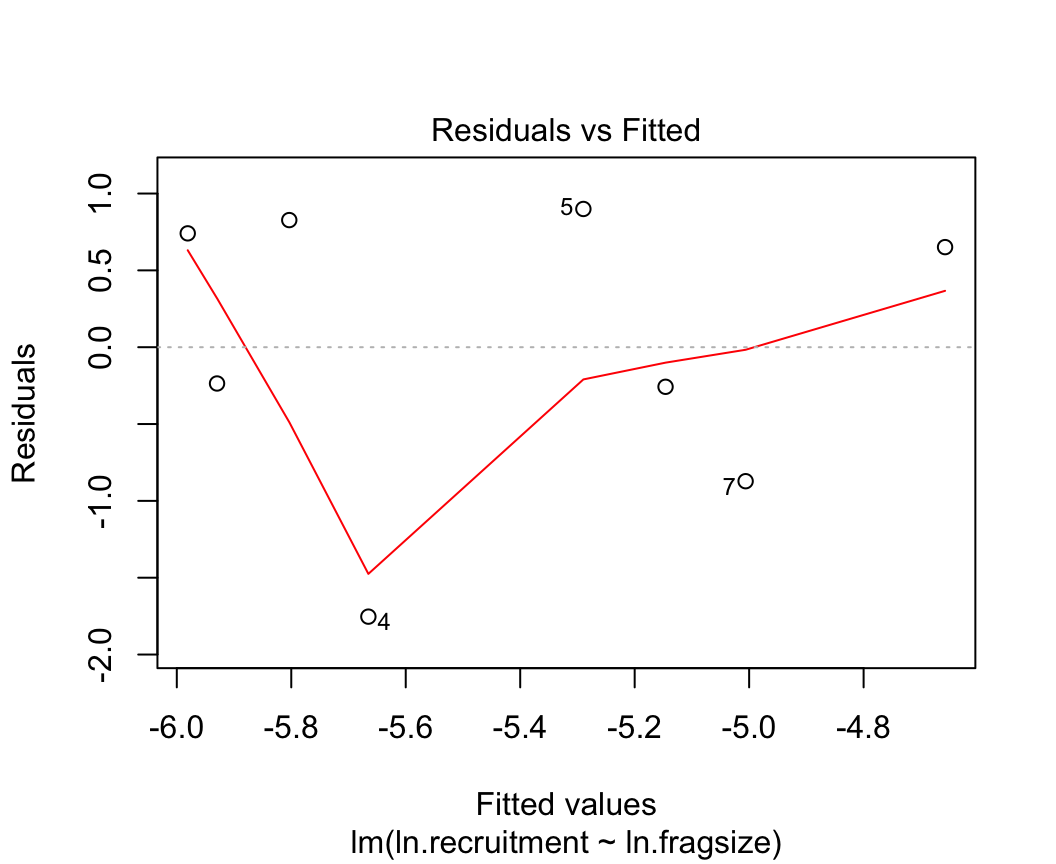 Residuals vs Fitted
Residuals
1.0
0.5
0.0
-1.0
-2.0
5
7
4
-6.0 -5.8 -5.6 -5.4 -5.2 -5.0 -4.8
Fitted values
lm(ln.recruitment ~ ln.fragsize)